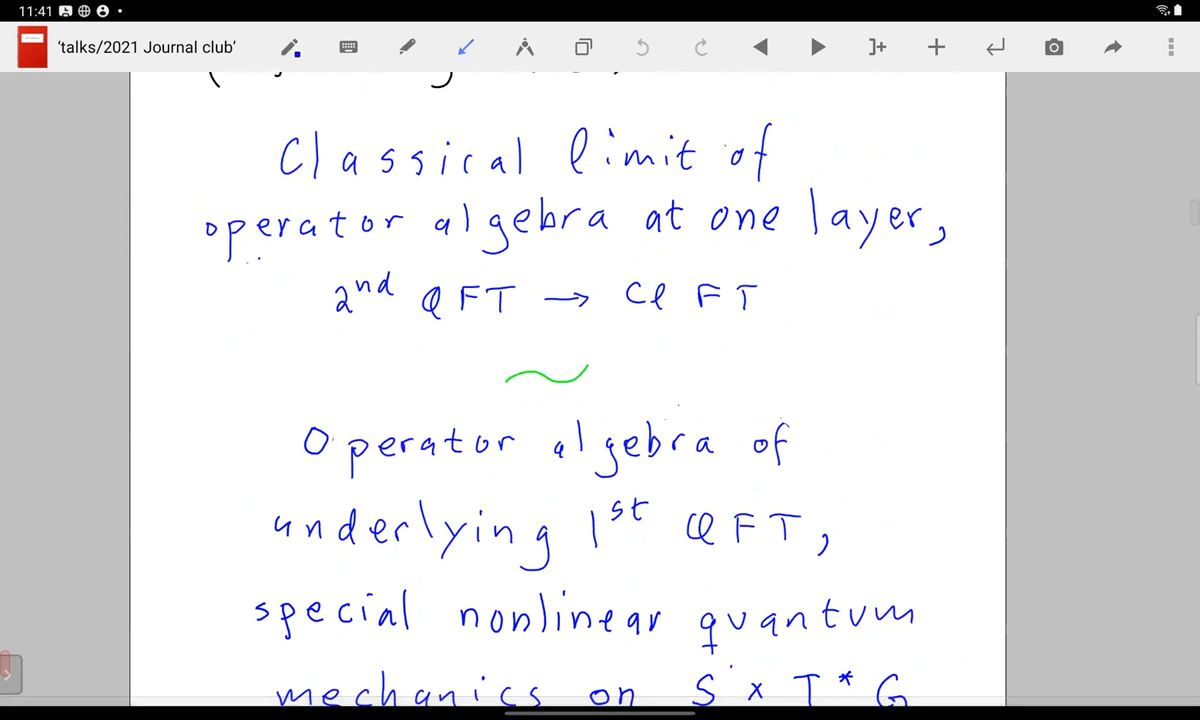 11:41
'talks/2021 Journal club'
Classical limit of
operator algebra at one layer,
2nd QFT → Cl FT
Operator algebra of
underlying 1st QFT,
special nonlinear quantum
mechanics on S x T* G